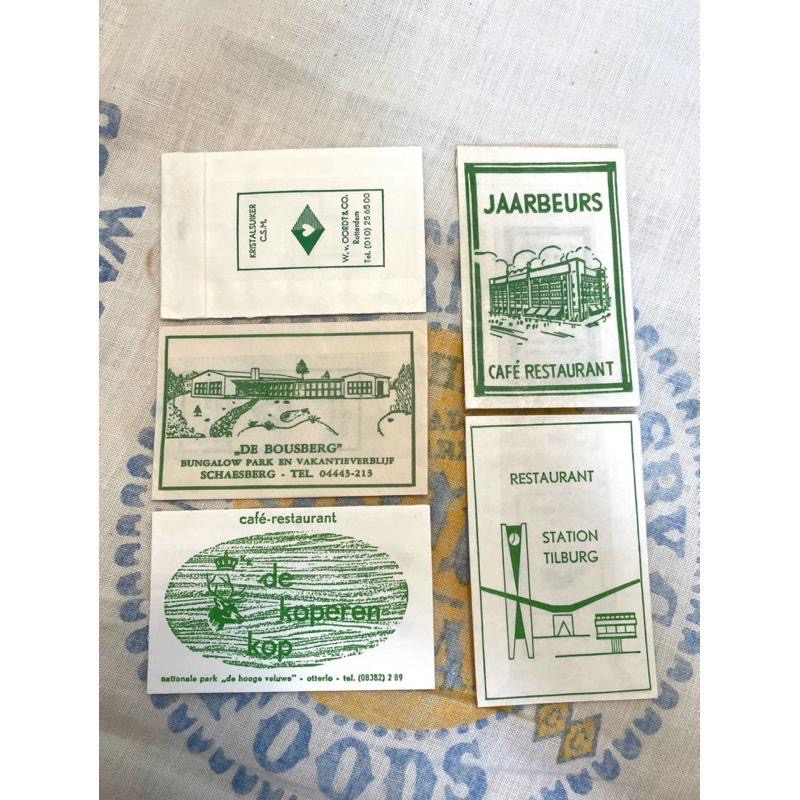 KRISTALSUIKER
C.S.M.
W. v. OORDT & CO.
Rotterdam
Tel. (010) 25 65 00
JAARBEURS
CAFÉ RESTAURANT
„DE BOUSBERG”
BUNGALOW PARK EN VAKANTIEVERBLIJF
SCHAESBERG - TEL. 04443-213
RESTAURANT
STATION
TILBURG
café-restaurant
de
koperen
kop
nationale park „de hooge veluwe” - otterlo - tel. (08382) 2 89
OODS